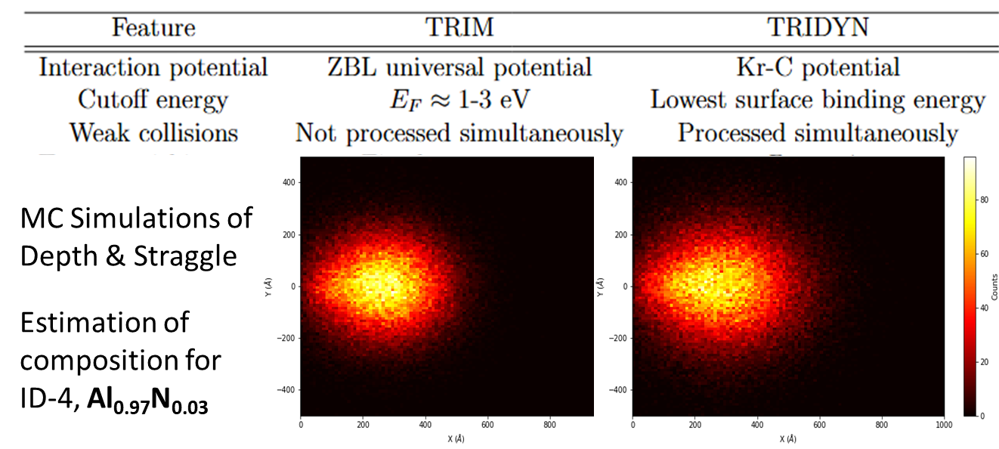 Feature TRIM TRIDYN
Interaction potential ZBL universal potential Kr-C potential
Cutoff energy E_F ≈ 1-3 eV Lowest surface binding energy
Weak collisions Not processed simultaneously Processed simultaneously
MC Simulations of
Depth & Straggle
Estimation of
composition for
ID-4, Al0.97N0.03
400
200
0
−200
−400
Y (Å)
0 200 400 600 800
X (Å)
400
200
0
−200
−400
Y (Å)
0 200 400 600 800 1000
X (Å)
80
60
40
20
0
Counts